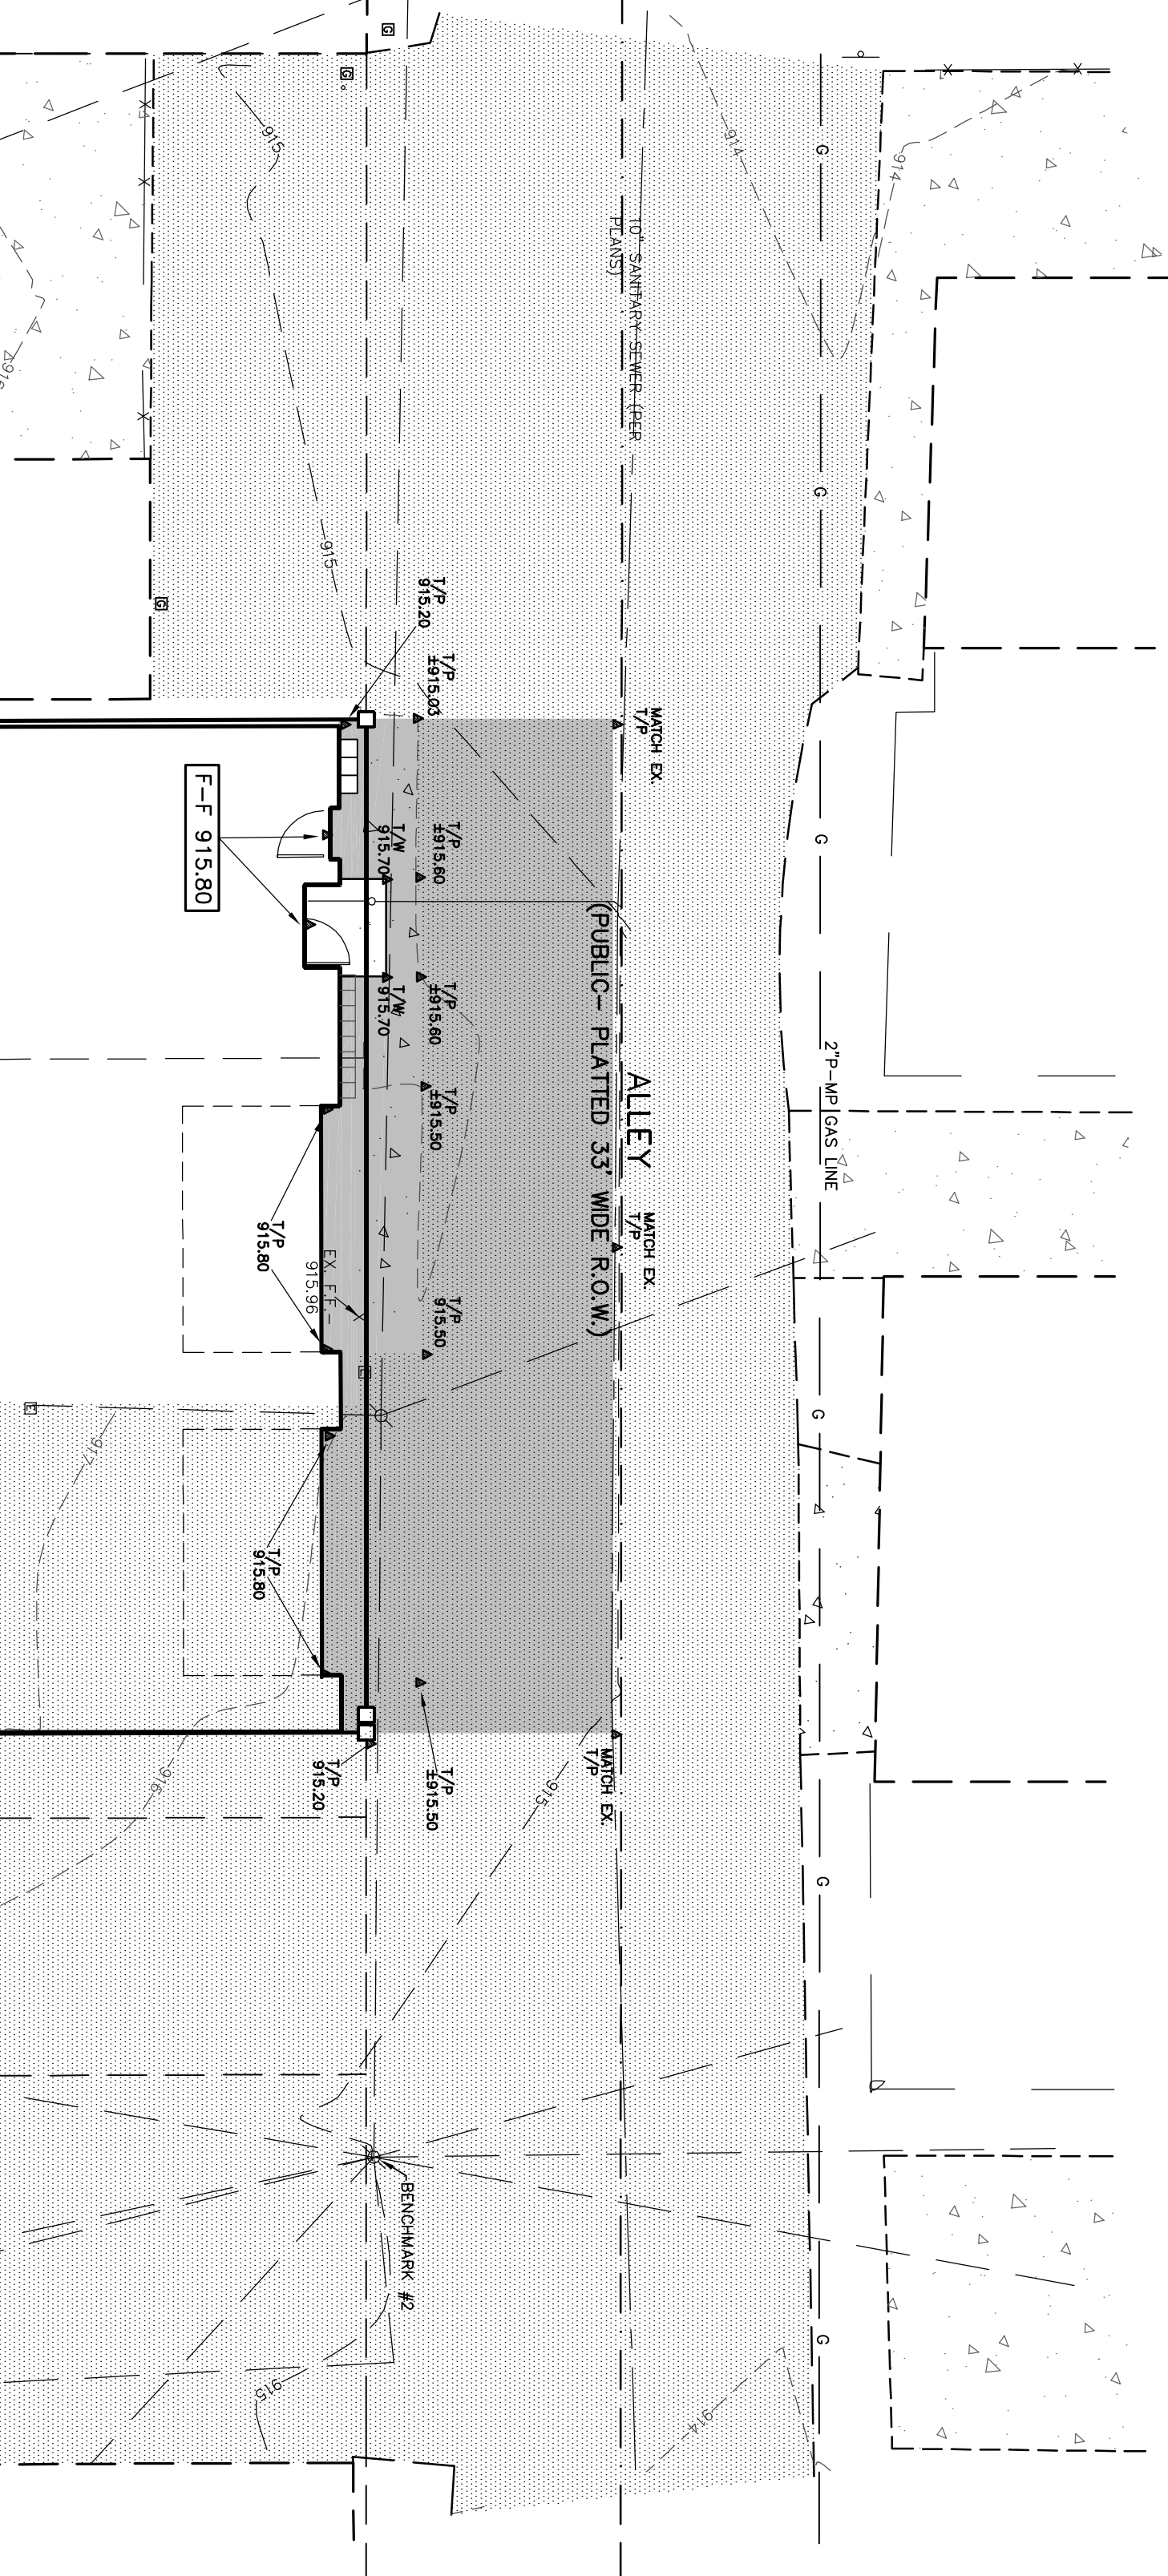 G
G
915
914
914
G
10" SANITARY SEWER (PER
PLANS)
916
G
915
G
T/P
915.20
T/P
±915.03
MATCH EX.
T/P
F-F 915.80
T/W
915.70
T/P
±915.60
G
(PUBLIC- PLATTED 33' WIDE R.O.W.)
ALLEY
T/W
915.70
T/P
±915.60
2"P-MP GAS LINE
T/P
±915.50
T/P
915.80
MATCH EX.
T/P
EX. F.F.-
915.96
T/P
915.50
E
E
G
917
T/P
915.80
T/P
915.20
T/P
±915.50
MATCH EX.
T/P
916
915
G
BENCHMARK #2
915
914
G